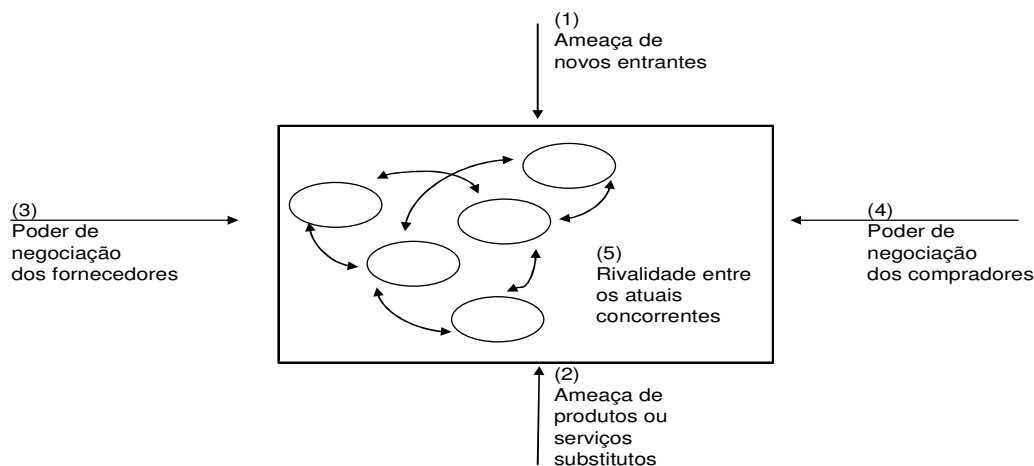 (1)
Ameaça de
novos entrantes
(3)
Poder de
negociação
dos fornecedores
(4)
Poder de
negociação
dos compradores
(5)
Rivalidade entre
os atuais
concorrentes
(2)
Ameaça de
produtos ou
serviços
substitutos